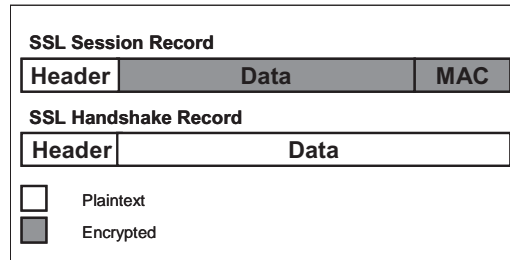 SSL Session Record
Header Data MAC
SSL Handshake Record
Header Data
Plaintext
Encrypted